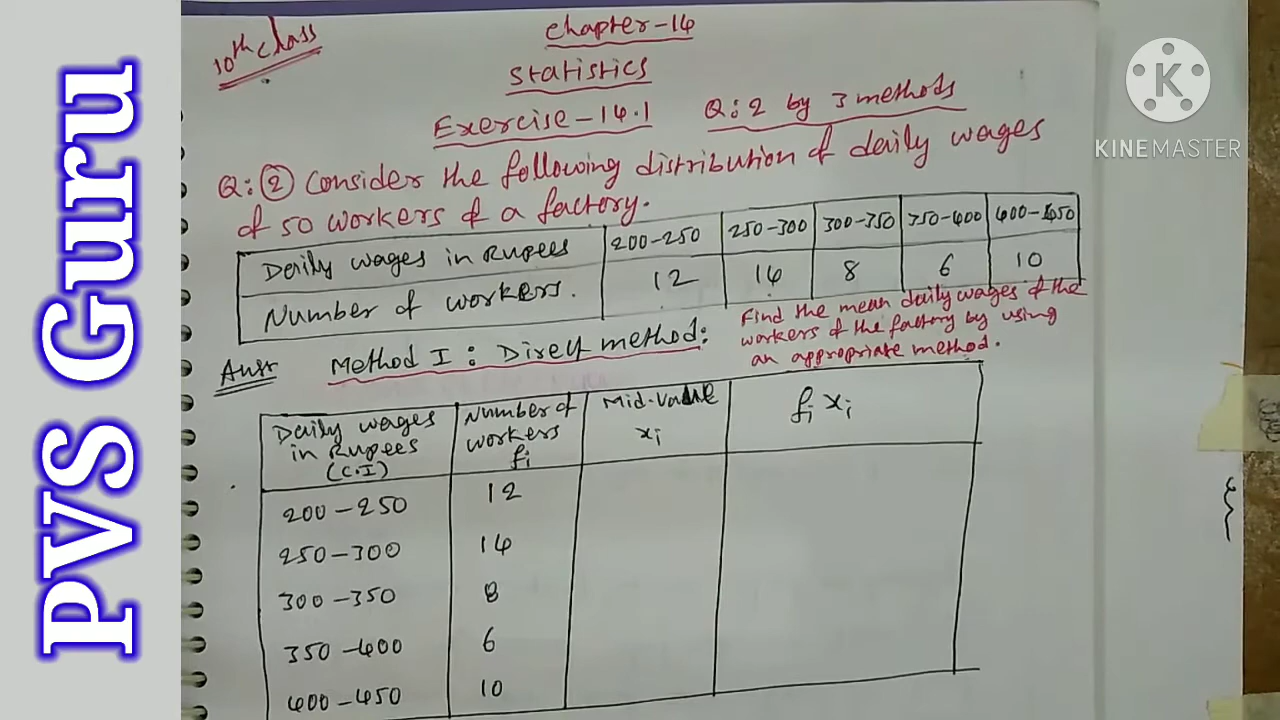 PVS Guru
10th class
chapter-14
Statistics
Exercise-14.1 Q:2 by 3 methods
Q:② Consider the following distribution of daily wages
of 50 workers of a factory.
Daily wages in Rupees 200-250 250-300 300-350 350-400 400-450
Number of workers. 12 14 8 6 10
Find the mean daily wages of the
workers of the factory by using
an appropriate method.
Answer Method I: Direct method:
Daily wages
in Rupees
(C.I)
Number of
workers
fi
Mid-Value
xi
fi xi
200-250 12
250-300 14
300-350 8
350-400 6
400-450 10
K
KINEMASTER